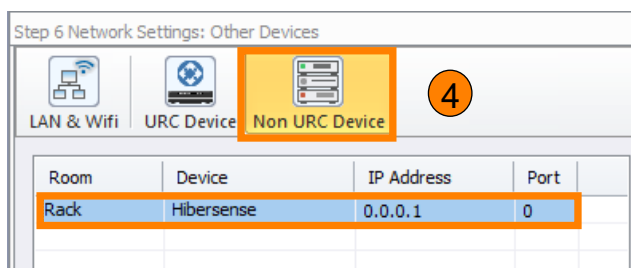 Step 6 Network Settings: Other Devices
LAN & Wifi URC Device Non URC Device 4
Room Device IP Address Port
Rack Hibersense 0.0.0.1 0